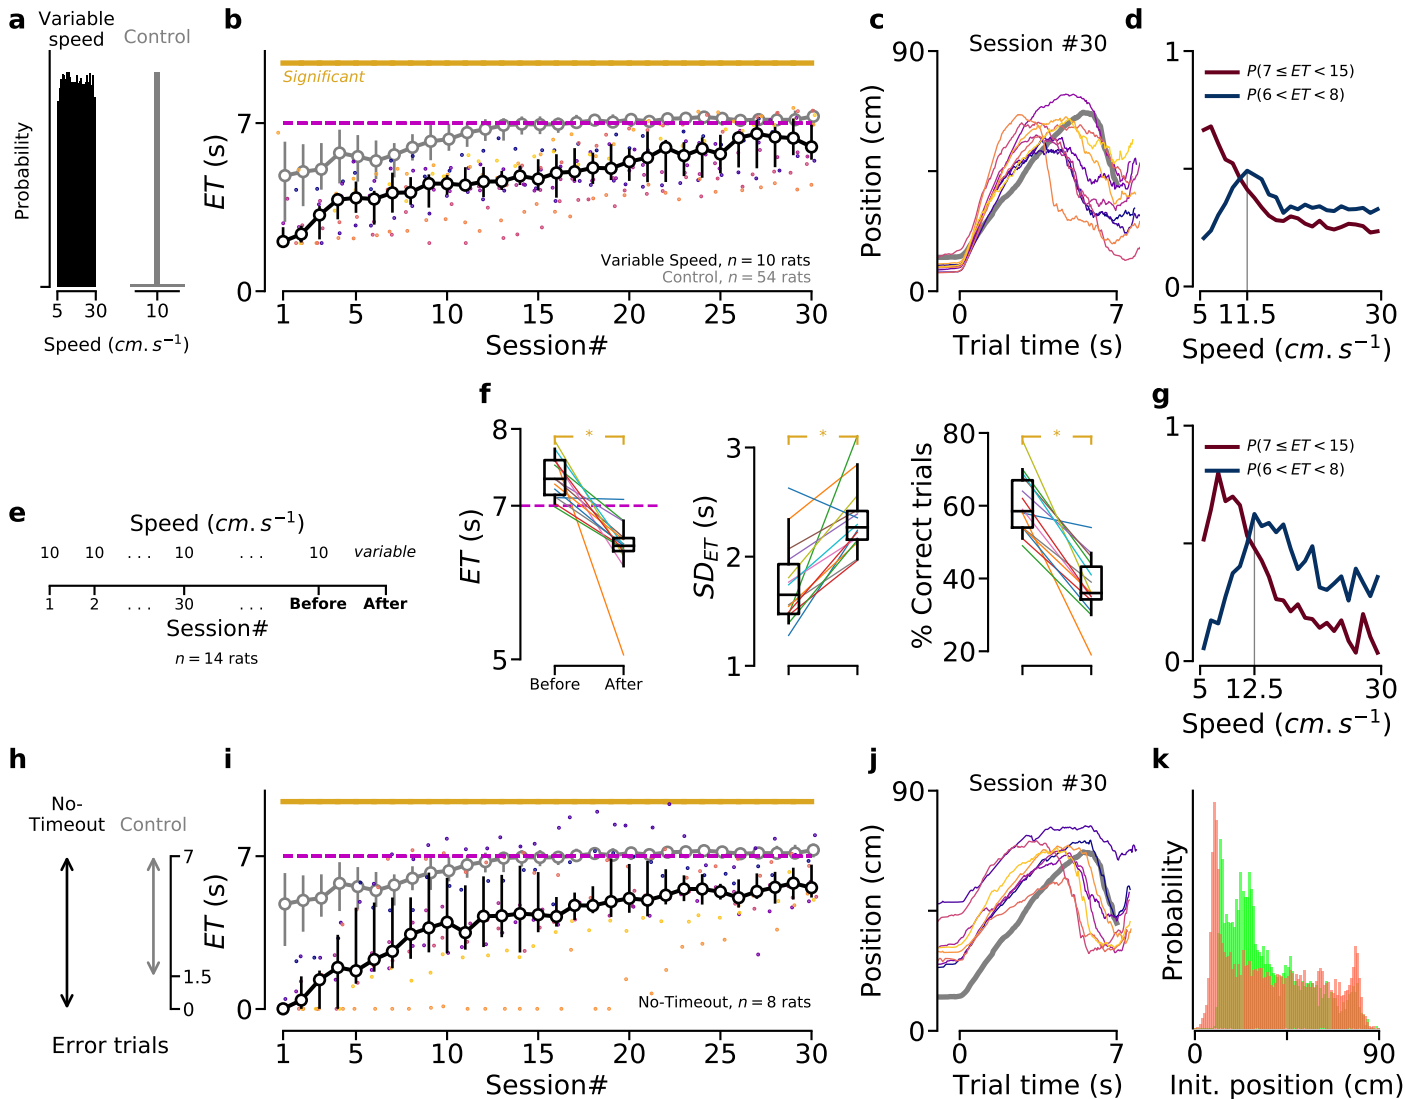 a
Variable
speed
Control
Probability
5
30
10
Speed (cm.s⁻¹)
b
Significant
ET (s)
7
0
Variable Speed, n = 10 rats
Control, n = 54 rats
1
5
10
15
20
25
30
Session#
c
Session #30
Position (cm)
90
0
0
7
Trial time (s)
d
1
0
P(7 ≤ ET < 15)
P(6 < ET < 8)
5
11.5
30
Speed (cm.s⁻¹)
e
Speed (cm.s⁻¹)
10
10
. . .
10
. . .
10
variable
1
2
. . .
30
. . .
Before
After
Session#
n = 14 rats
f
ET (s)
8
7
5
*
Before
After
SD_ET (s)
3
2
1
*
% Correct trials
80
60
40
20
*
g
1
0
P(7 ≤ ET < 15)
P(6 < ET < 8)
5
12.5
30
Speed (cm.s⁻¹)
h
No-
Timeout
Control
7
1.5
0
Error trials
i
ET (s)
7
0
No-Timeout, n = 8 rats
1
5
10
15
20
25
30
Session#
j
Session #30
Position (cm)
90
0
0
7
Trial time (s)
k
Probability
0
90
Init. position (cm)